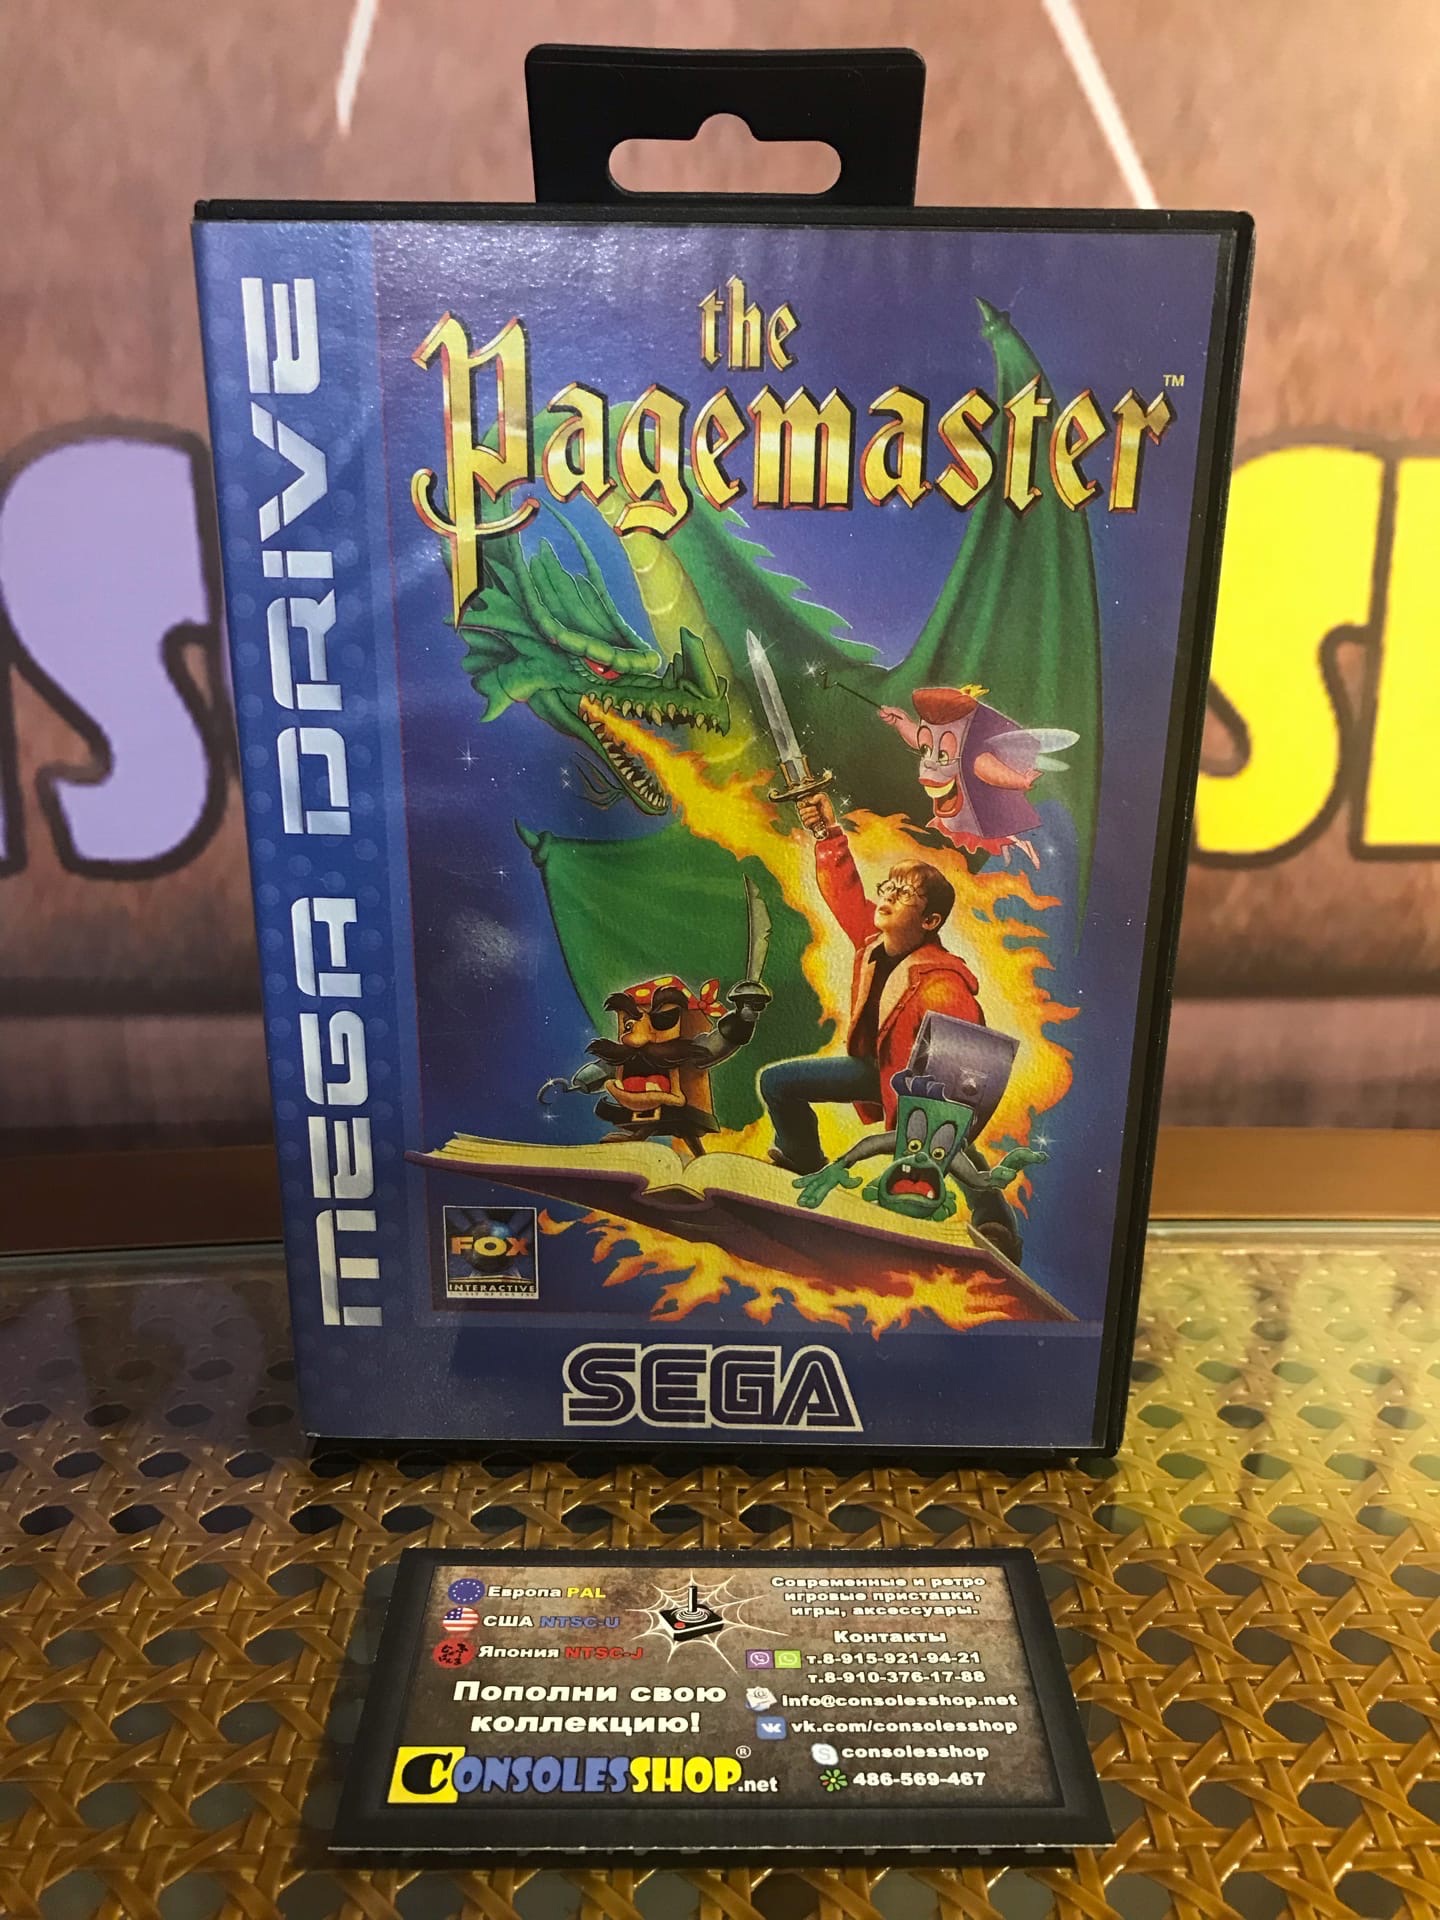 the
Pagemaster™
MEGA DRIVE
FOX
INTERACTIVE
SEGA
Европа PAL
США NTSC-U
Япония NTSC-J
Пополни свою
коллекцию!
CONSOLESSHOP.net®
Современные и ретро
игровые приставки,
игры, аксессуары.
Контакты
т.8-915-921-94-21
т.8-910-376-17-88
info@consolesshop.net
vk.com/consolesshop
consolesshop
486-569-467